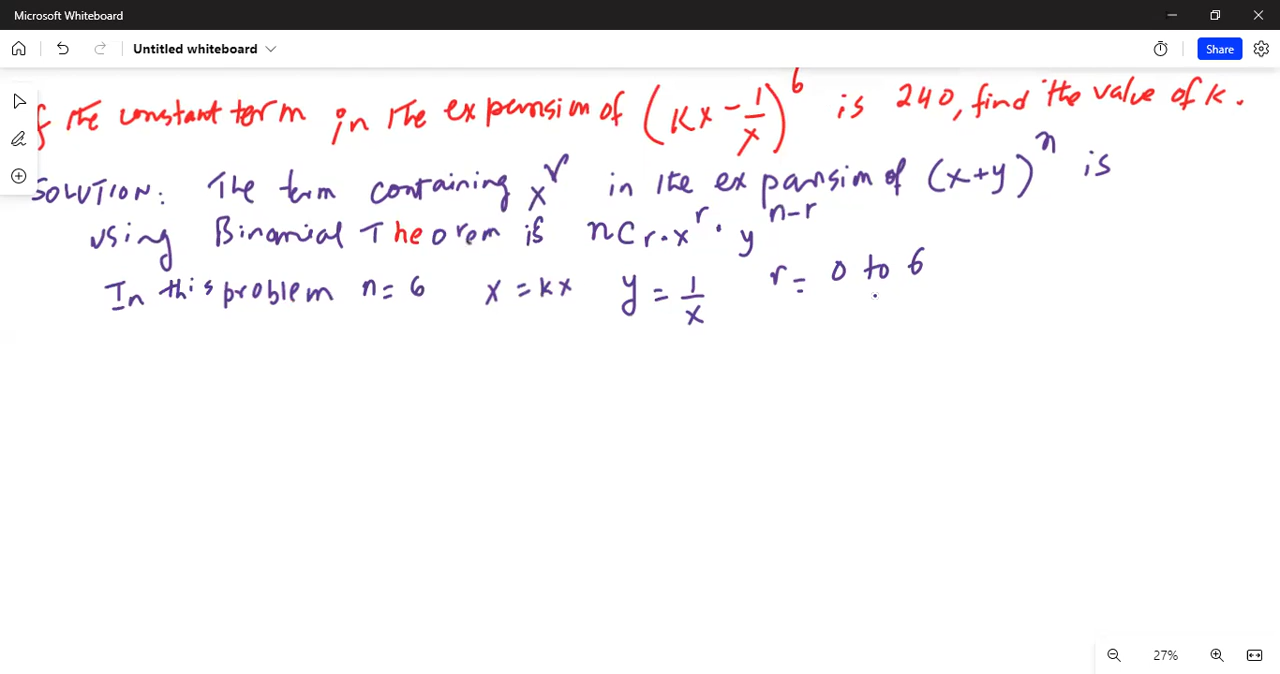 Microsoft Whiteboard
Untitled whiteboard
Share
f the constant term in the expansion of (kx - 1/x)^6 is 240, find the value of k.
SOLUTION: The term containing x^r in the expansion of (x+y)^n is
using Binomial Theorem is nCr·x^r·y^n-r
In this problem n=6 x=kx y=1/x r=0 to 6
27%